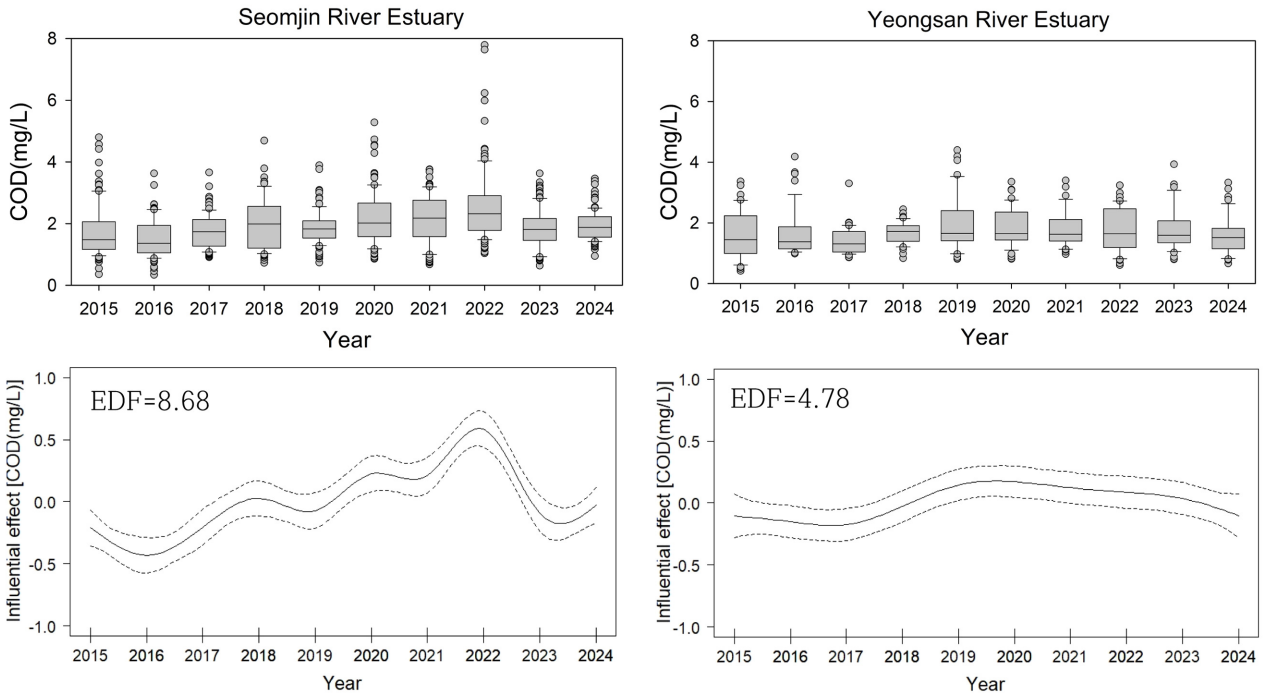 Seomjin River Estuary
8
6
4
2
0
COD(mg/L)
2015 2016 2017 2018 2019 2020 2021 2022 2023 2024
Year
Yeongsan River Estuary
8
6
4
2
0
COD(mg/L)
2015 2016 2017 2018 2019 2020 2021 2022 2023 2024
Year
EDF=8.68
1.0
0.5
0.0
-0.5
-1.0
Influential effect [COD(mg/L)]
2015 2016 2017 2018 2019 2020 2021 2022 2023 2024
Year
EDF=4.78
1.0
0.5
0.0
-0.5
-1.0
Influential effect [COD(mg/L)]
2015 2016 2017 2018 2019 2020 2021 2022 2023 2024
Year